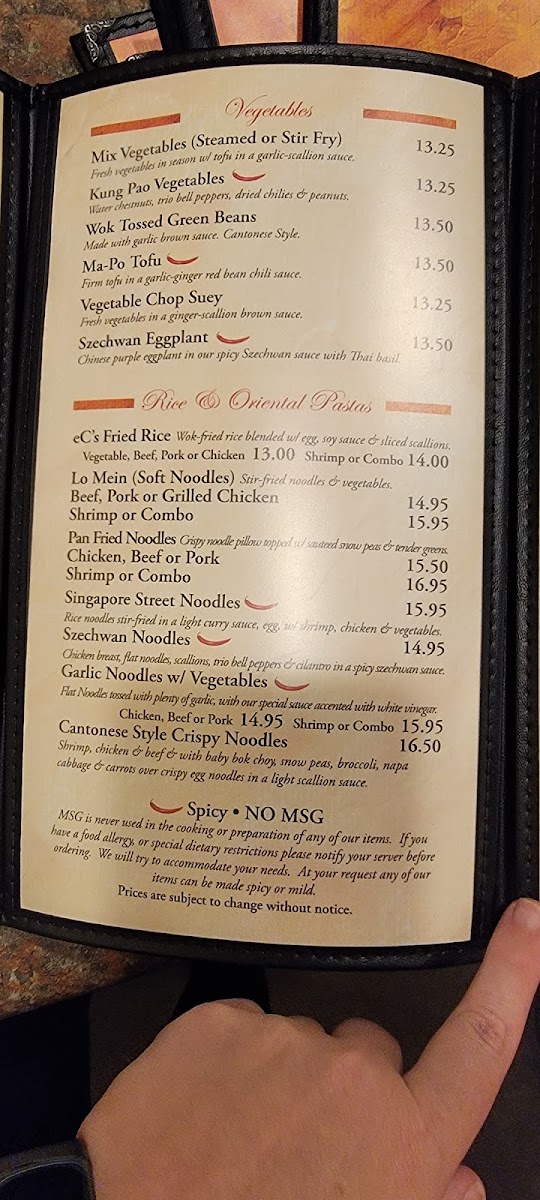 Vegetables
Mix Vegetables (Steamed or Stir Fry) 13.25
Fresh vegetables in season w/ tofu in a garlic-scallion sauce.
Kung Pao Vegetables 13.25
Water chestnuts, trio bell peppers, dried chilies & peanuts.
Wok Tossed Green Beans 13.50
Made with garlic brown sauce. Cantonese Style.
Ma-Po Tofu 13.50
Firm tofu in a garlic-ginger red bean chili sauce.
Vegetable Chop Suey 13.25
Fresh vegetables in a ginger-scallion brown sauce.
Szechwan Eggplant 13.50
Chinese purple eggplant in our spicy Szechwan sauce with Thai basil.
Rice & Oriental Pastas
eC's Fried Rice Wok-fried rice blended w/ egg, soy sauce & sliced scallions.
Vegetable, Beef, Pork or Chicken 13.00 Shrimp or Combo 14.00
Lo Mein (Soft Noodles) Stir-fried noodles & vegetables.
Beef, Pork or Grilled Chicken 14.95
Shrimp or Combo 15.95
Pan Fried Noodles Crispy noodle pillow topped w/ sauteed snow peas & tender greens.
Chicken, Beef or Pork 15.50
Shrimp or Combo 16.95
Singapore Street Noodles 15.95
Rice noodles stir-fried in a light curry sauce, egg, w/ shrimp, chicken & vegetables.
Szechwan Noodles 14.95
Chicken breast, flat noodles, scallions, trio bell peppers & cilantro in a spicy szechwan sauce.
Garlic Noodles w/ Vegetables
Flat Noodles tossed with plenty of garlic, with our special sauce accented with white vinegar.
Chicken, Beef or Pork 14.95 Shrimp or Combo 15.95
Cantonese Style Crispy Noodles 16.50
Shrimp, chicken & beef & with baby bok choy, snow peas, broccoli, napa
cabbage & carrots over crispy egg noodles in a light scallion sauce.
Spicy • NO MSG
MSG is never used in the cooking or preparation of any of our items. If you
have a food allergy, or special dietary restrictions please notify your server before
ordering. We will try to accommodate your needs. At your request any of our
items can be made spicy or mild.
Prices are subject to change without notice.